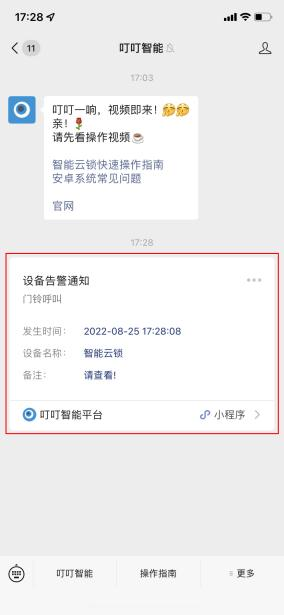 17:28
11
叮叮智能
17:03
叮叮一响，视频即来！🥳🥳
亲！🌹
请先看操作视频☕
智能云锁快速操作指南
安卓系统常见问题
官网
17:28
设备告警通知
门铃呼叫
发生时间： 2022-08-25 17:28:08
设备名称： 智能云锁
备注： 请查看!
叮叮智能平台 小程序
叮叮智能 操作指南 更多